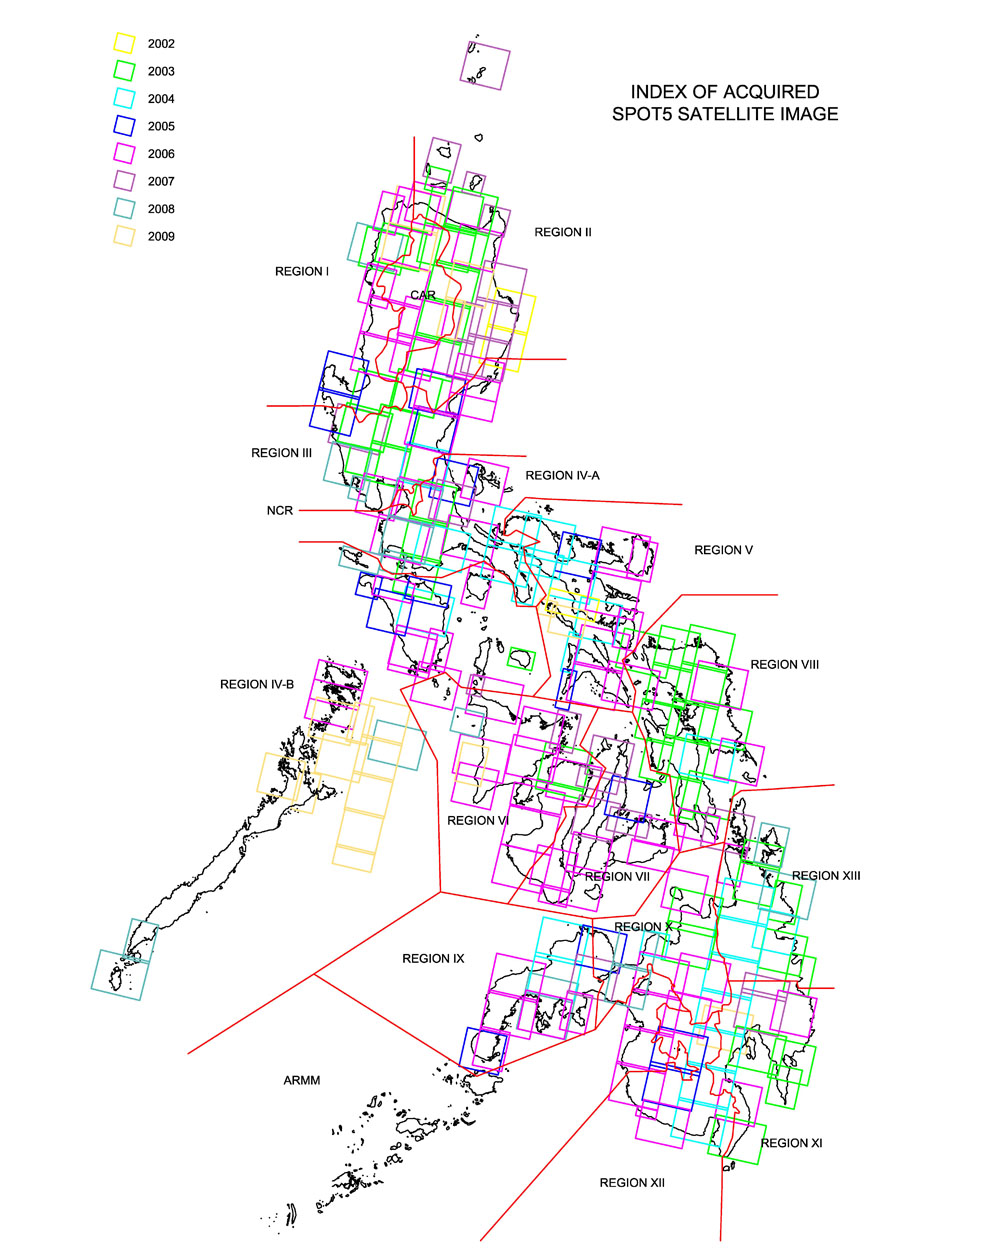 2002
2003
2004
2005
2006
2007
2008
2009
INDEX OF ACQUIRED
SPOT5 SATELLITE IMAGE
REGION II
REGION I
CAR
REGION III
REGION IV-A
NCR
REGION V
REGION VIII
REGION IV-B
REGION VI
REGION VII
REGION XIII
REGION X
REGION IX
ARMM
REGION XI
REGION XII